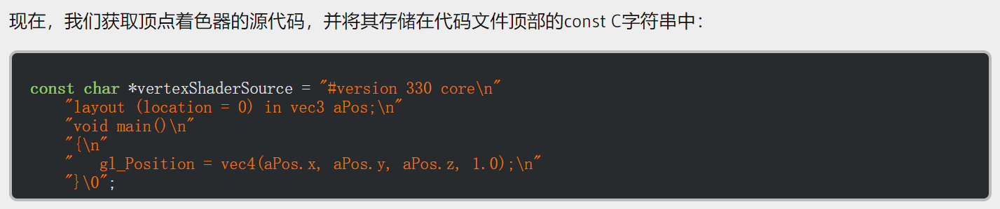 现在，我们获取顶点着色器的源代码，并将其存储在代码文件顶部的const C字符串中：
const char *vertexShaderSource = "#version 330 core\n"
    "layout (location = 0) in vec3 aPos;\n"
    "void main()\n"
    "{\n"
    "   gl_Position = vec4(aPos.x, aPos.y, aPos.z, 1.0);\n"
    "}\0";